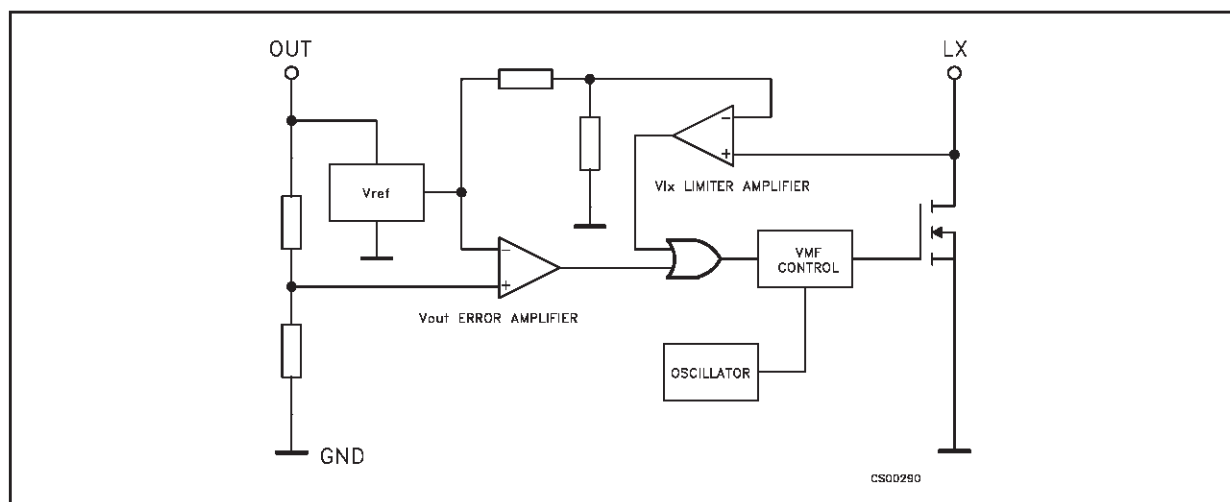 OUT
LX
-
+
Vlx LIMITER AMPLIFIER
Vref
-
+
Vout ERROR AMPLIFIER
VMF
CONTROL
OSCILLATOR
GND
CS00290